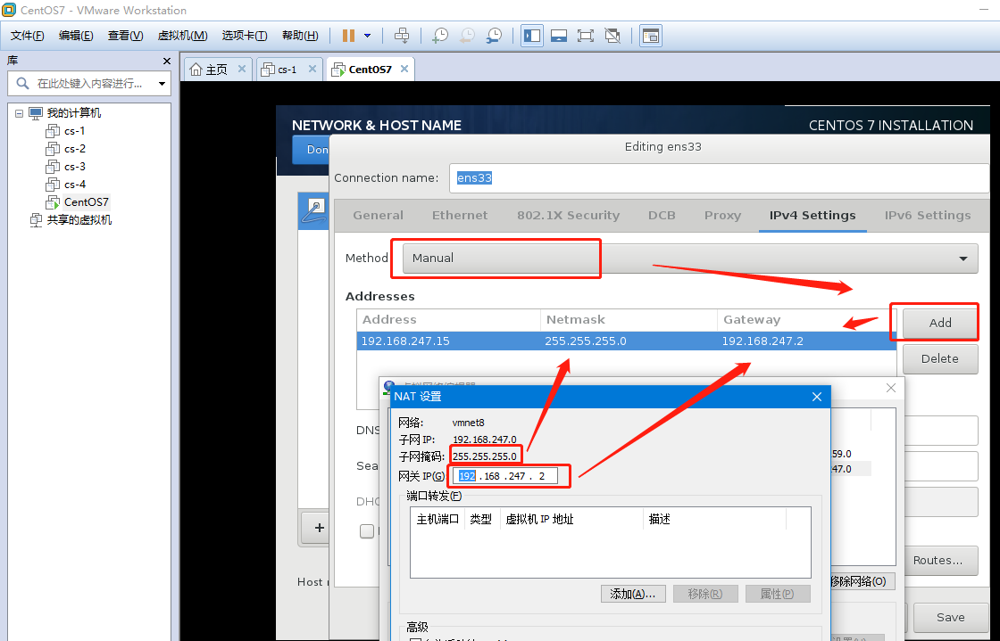 CentOS7 - VMware Workstation
文件(F) 编辑(E) 查看(V) 虚拟机(M) 选项卡(T) 帮助(H)
库
在此处键入内容进行...
我的计算机
cs-1
cs-2
cs-3
cs-4
CentOS7
共享的虚拟机
主页 cs-1 CentOS7
NETWORK & HOST NAME
CENTOS 7 INSTALLATION
Don
Editing ens33
Connection name: ens33
General Ethernet 802.1X Security DCB Proxy IPv4 Settings IPv6 Settings
Method Manual
Addresses
Address Netmask Gateway
192.168.247.15 255.255.255.0 192.168.247.2
Add
Delete
NAT 设置
网络: vmnet8
子网 IP: 192.168.247.0
子网掩码: 255.255.255.0
网关 IP(G) 192 .168 .247 . 2
DNS
Sea
DHC
59.0
47.0
端口转发(F)
主机端口 类型 虚拟机 IP 地址 描述
+
Routes...
Host
移除网络(O)
添加(A)... 移除(R) 属性(P)
Save
高级